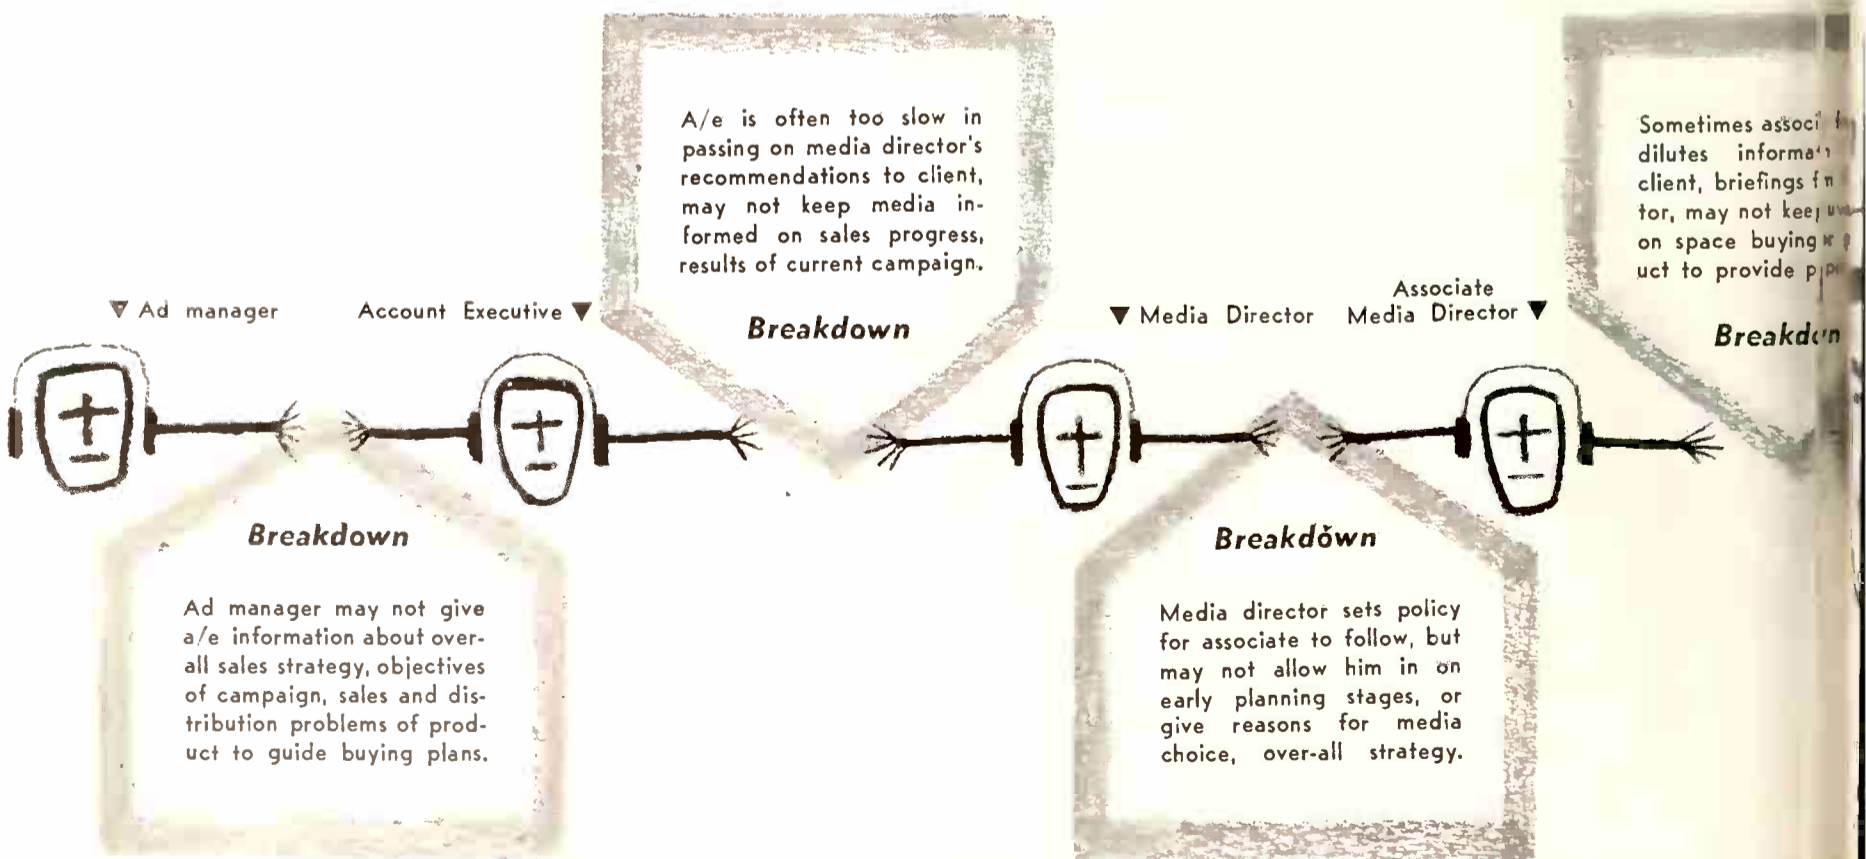 A/e is often too slow in
passing on media director's
recommendations to client,
may not keep media in-
formed on sales progress,
results of current campaign.
Breakdown
Sometimes
dilutes
client, briefings
tor, may not
on space buying
uct to provide
▼ Ad manager
Account Executive ▼
▼ Media Director
Associate
Media Director ▼
Breakdown
Ad manager may not give
a/e information about over-
all sales strategy, objectives
of campaign, sales and dis-
tribution problems of prod-
uct to guide buying plans.
Breakdown
Media director sets policy
for associate to follow, but
may not allow him in on
early planning stages, or
give reasons for media
choice, over-all strategy.